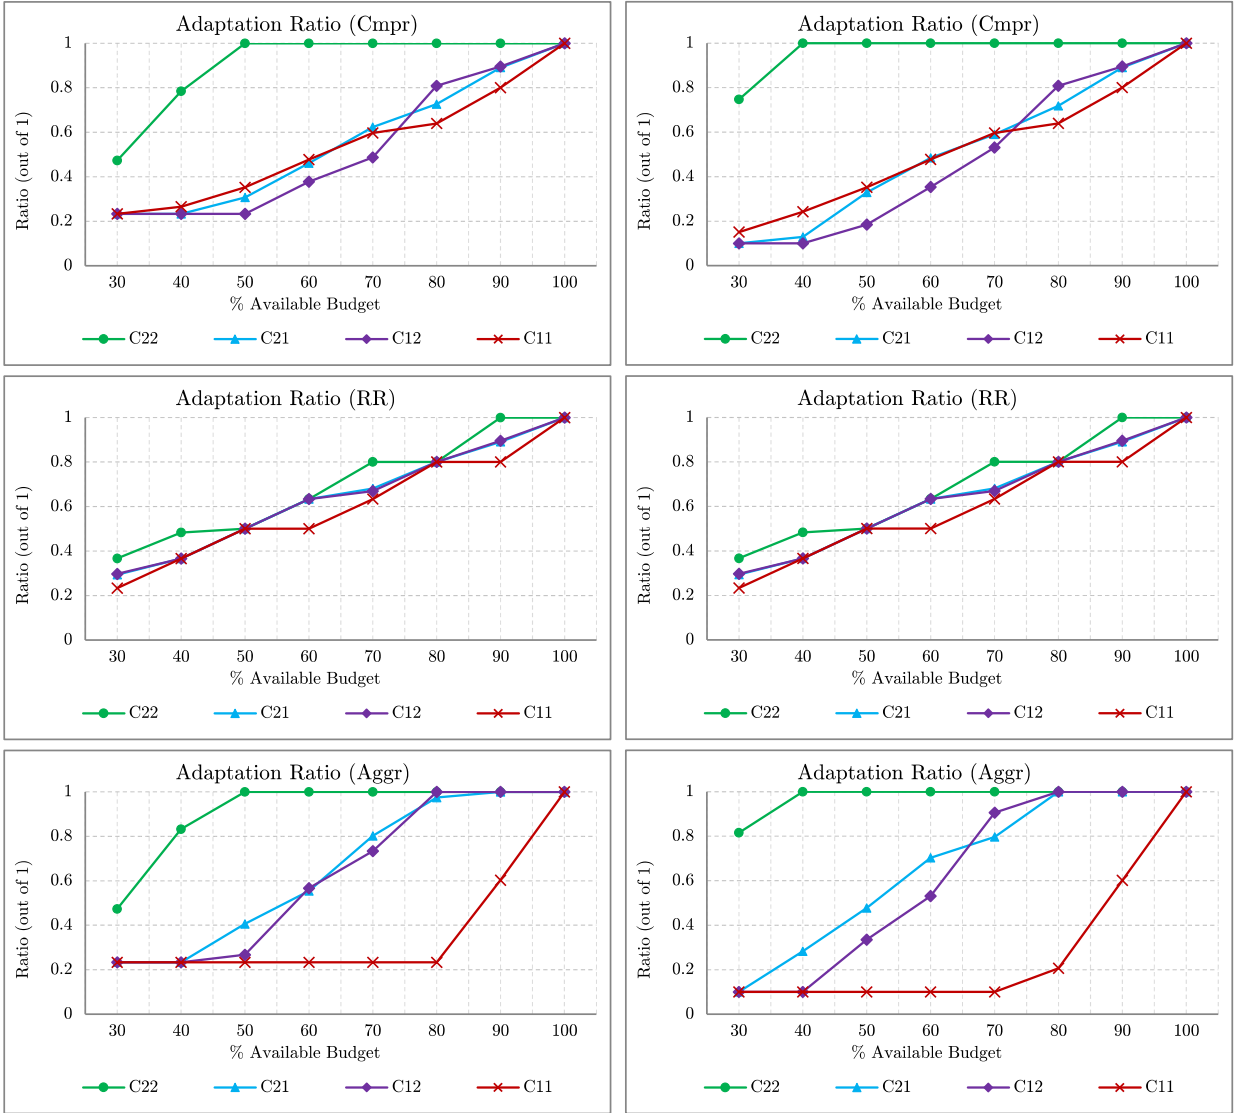 Adaptation Ratio (Cmpr)
Ratio (out of 1)
1
0.8
0.6
0.4
0.2
0
30 40 50 60 70 80 90 100
% Available Budget
C22 C21 C12 C11
Adaptation Ratio (Cmpr)
Ratio (out of 1)
1
0.8
0.6
0.4
0.2
0
30 40 50 60 70 80 90 100
% Available Budget
C22 C21 C12 C11
Adaptation Ratio (RR)
Ratio (out of 1)
1
0.8
0.6
0.4
0.2
0
30 40 50 60 70 80 90 100
% Available Budget
C22 C21 C12 C11
Adaptation Ratio (RR)
Ratio (out of 1)
1
0.8
0.6
0.4
0.2
0
30 40 50 60 70 80 90 100
% Available Budget
C22 C21 C12 C11
Adaptation Ratio (Aggr)
Ratio (out of 1)
1
0.8
0.6
0.4
0.2
0
30 40 50 60 70 80 90 100
% Available Budget
C22 C21 C12 C11
Adaptation Ratio (Aggr)
Ratio (out of 1)
1
0.8
0.6
0.4
0.2
0
30 40 50 60 70 80 90 100
% Available Budget
C22 C21 C12 C11